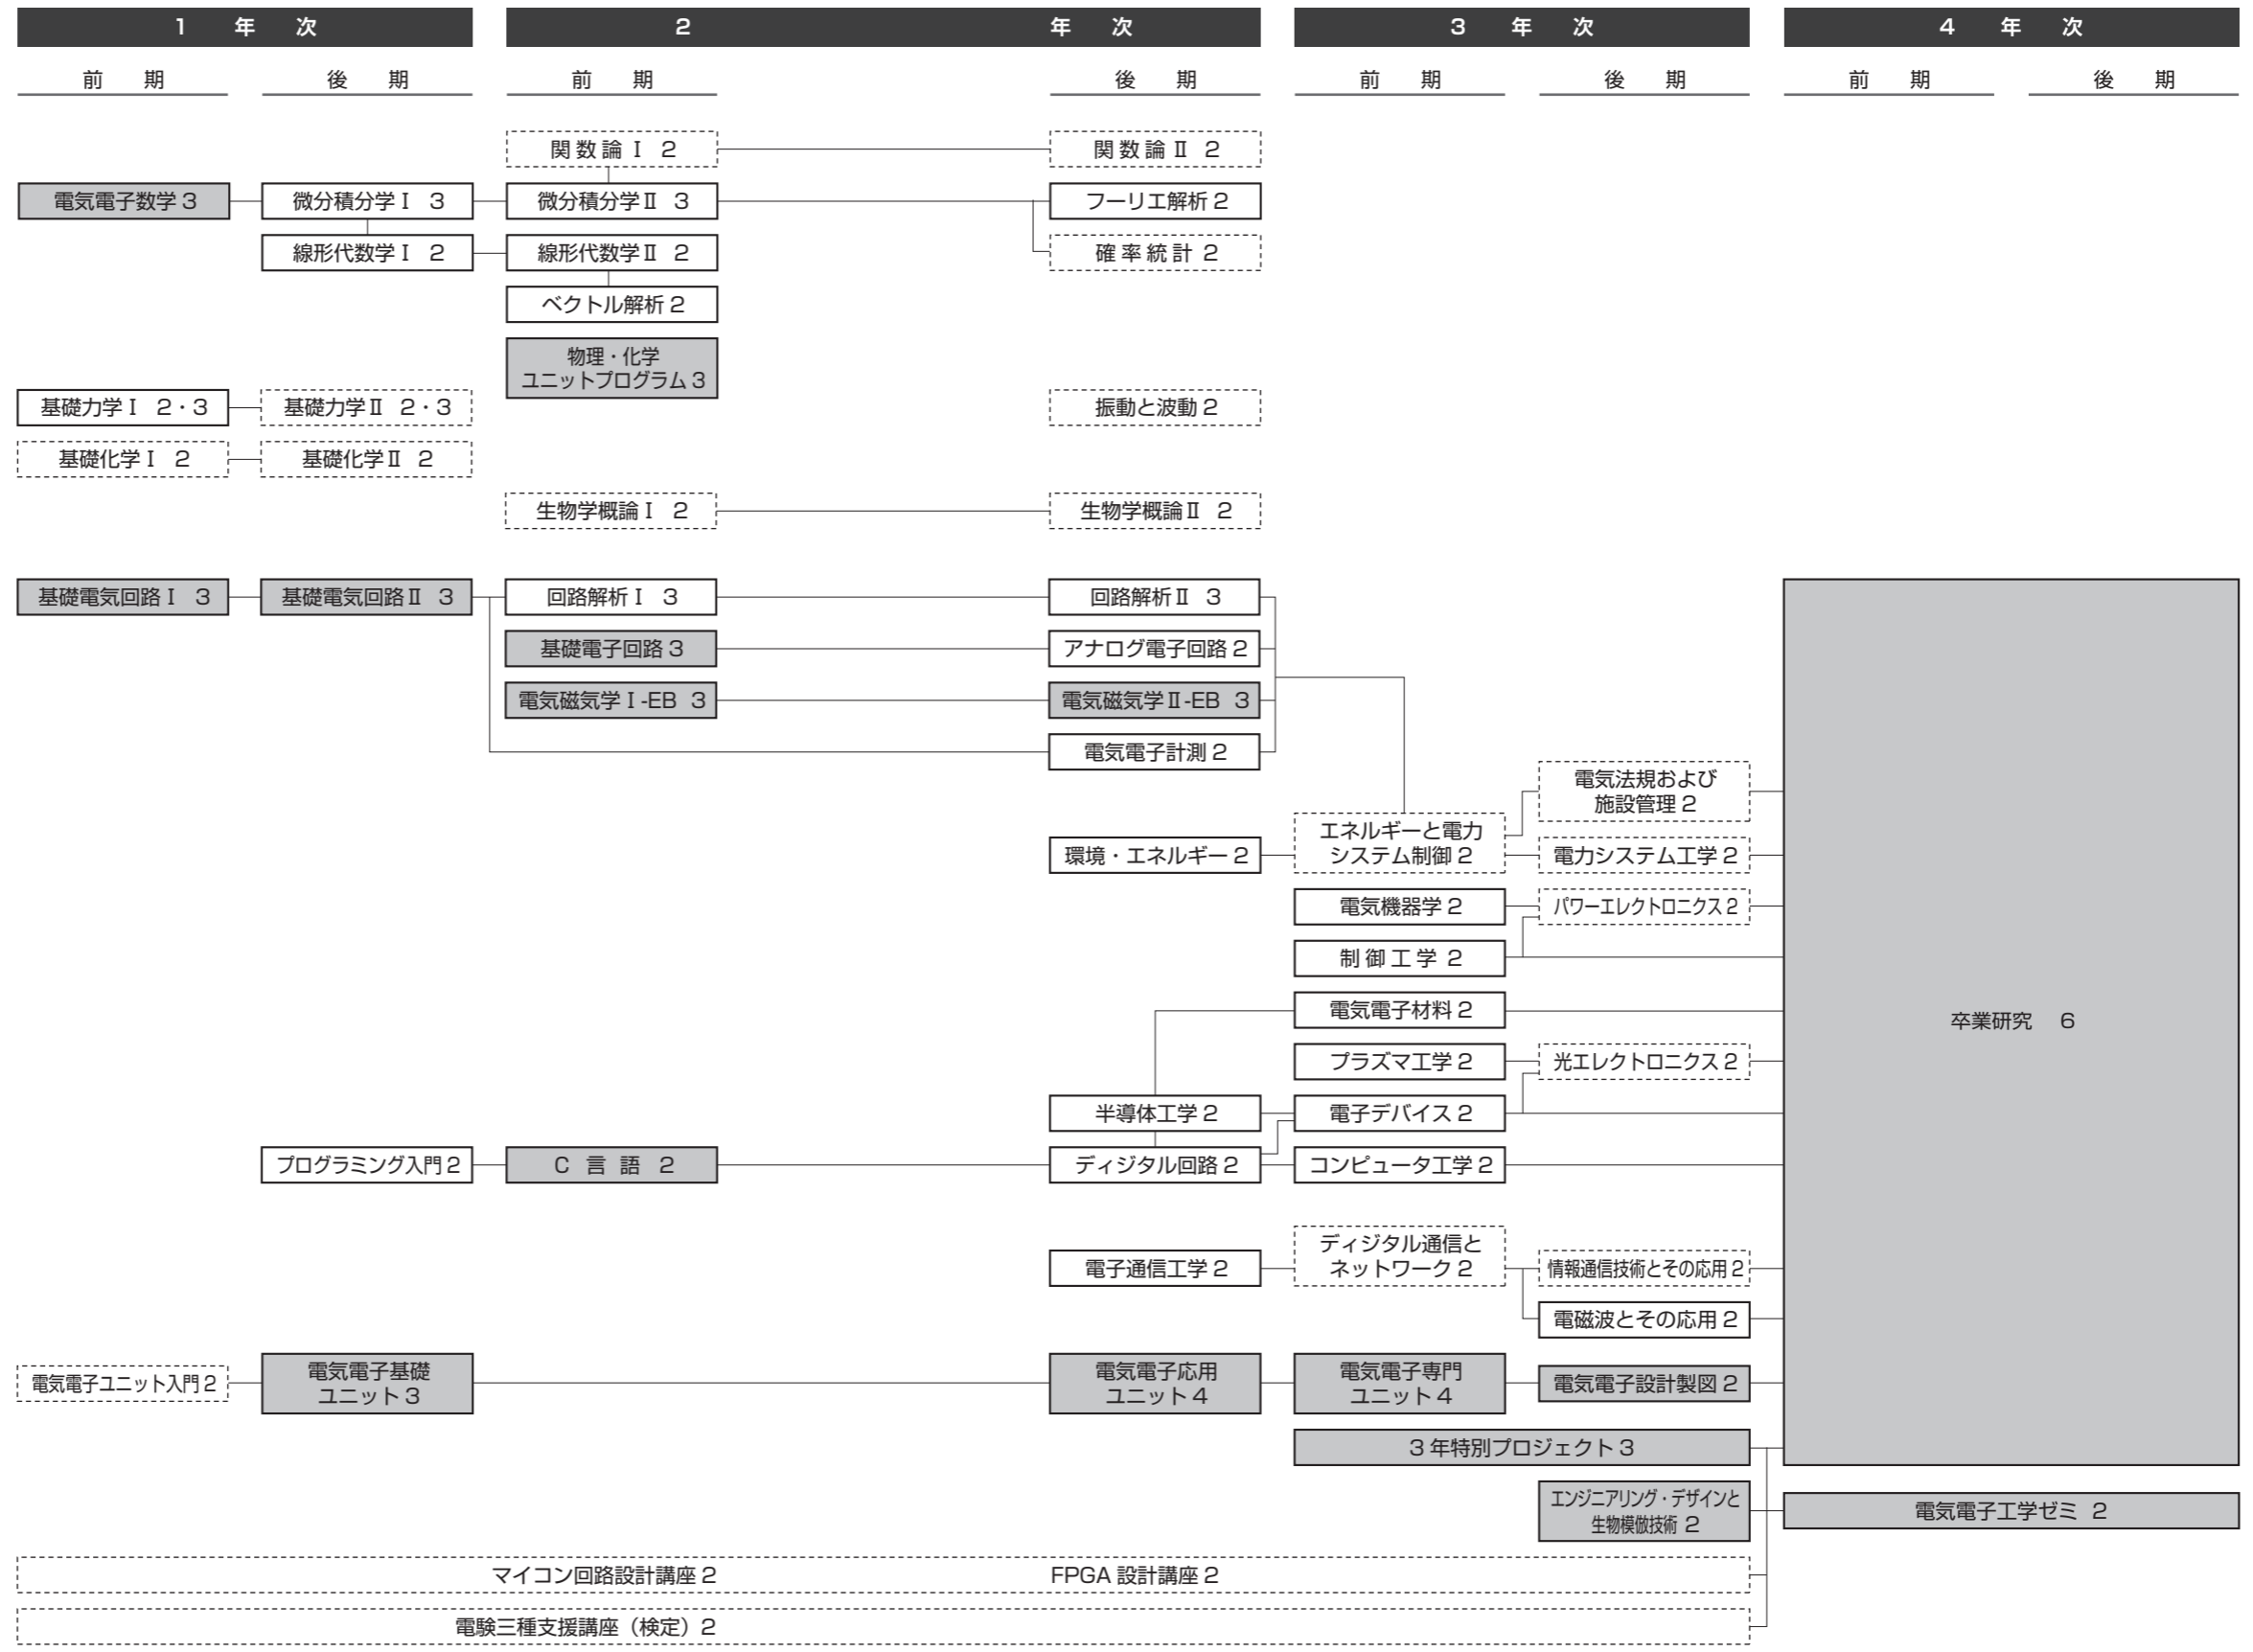 1 年 次
2 年 次
3 年 次
4 年 次
前 期
後 期
前 期
後 期
前 期
後 期
前 期
後 期
関数論Ⅰ 2
関数論Ⅱ 2
電気電子数学 3
微分積分学Ⅰ 3
微分積分学Ⅱ 3
フーリエ解析 2
線形代数学Ⅰ 2
線形代数学Ⅱ 2
確率統計 2
ベクトル解析 2
物理・化学
ユニットプログラム 3
基礎力学Ⅰ 2・3
基礎力学Ⅱ 2・3
振動と波動 2
基礎化学Ⅰ 2
基礎化学Ⅱ 2
生物学概論Ⅰ 2
生物学概論Ⅱ 2
基礎電気回路Ⅰ 3
基礎電気回路Ⅱ 3
回路解析Ⅰ 3
回路解析Ⅱ 3
基礎電子回路 3
アナログ電子回路 2
電気磁気学Ⅰ-EB 3
電気磁気学Ⅱ-EB 3
電気電子計測 2
電気法規および
施設管理 2
環境・エネルギー 2
エネルギーと電力
システム制御 2
電力システム工学 2
電気機器学 2
パワーエレクトロニクス 2
制御工学 2
電気電子材料 2
卒業研究 6
プラズマ工学 2
光エレクトロニクス 2
半導体工学 2
電子デバイス 2
プログラミング入門 2
C 言語 2
ディジタル回路 2
コンピュータ工学 2
電子通信工学 2
ディジタル通信と
ネットワーク 2
情報通信技術とその応用 2
電磁波とその応用 2
電気電子ユニット入門 2
電気電子基礎
ユニット 3
電気電子応用
ユニット 4
電気電子専門
ユニット 4
電気電子設計製図 2
3 年特別プロジェクト 3
エンジニアリング・デザインと
生物模倣技術 2
電気電子工学ゼミ 2
マイコン回路設計講座 2
FPGA 設計講座 2
電験三種支援講座（検定）2